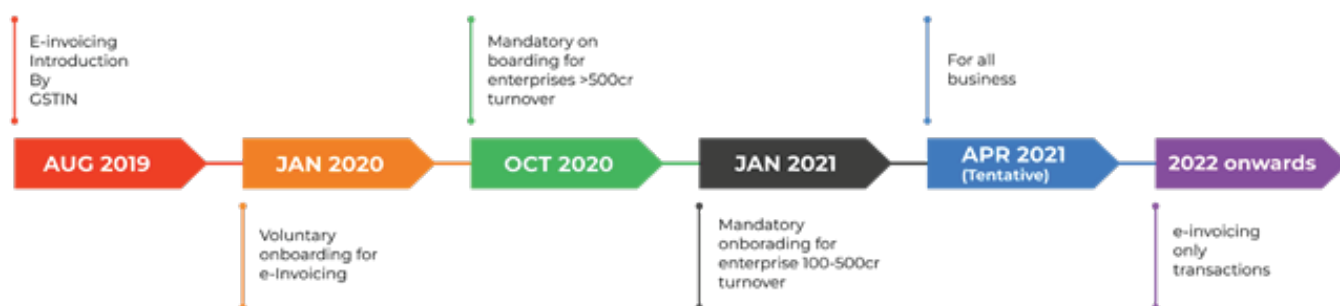 E-invoicing
Introduction
By
GSTIN
Mandatory on
boarding for
enterprises >500cr
turnover
For all
business
AUG 2019
JAN 2020
OCT 2020
JAN 2021
APR 2021
(Tentative)
2022 onwards
Voluntary
onboarding for
e-Invoicing
Mandatory
onborading for
enterprise 100-500cr
turnover
e-invoicing
only
transactions